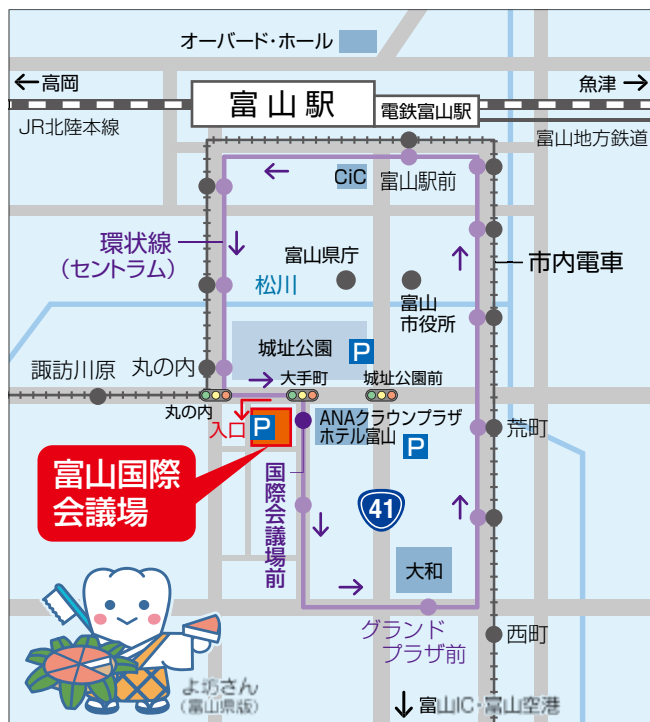 オーバード・ホール
←高岡
魚津→
富山駅
電鉄富山駅
JR北陸本線
富山地方鉄道
CiC
富山駅前
環状線
(セントラム)
市内電車
富山県庁
松川
富山
市役所
城址公園
P
諏訪川原
丸の内
大手町
城址公園前
丸の内
入口
P
ANAクラウンプラザ
ホテル富山
P
荒町
富山国際
会議場
国際会議場前
41
大和
グランド
プラザ前
西町
よ坊さん
(富山県版)
↓富山IC・富山空港